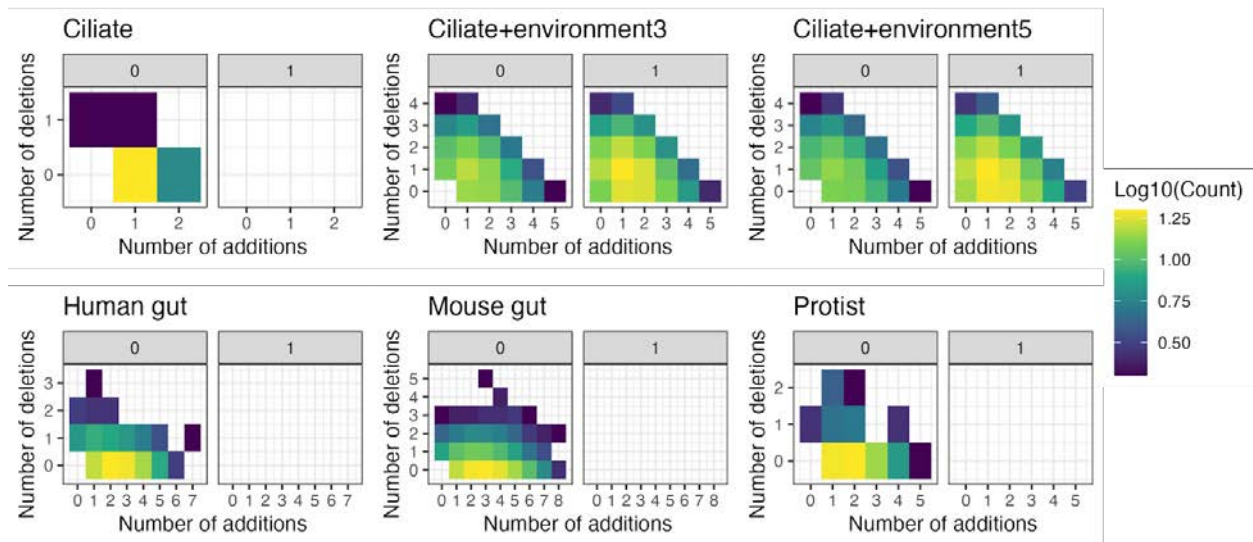 Ciliate
0 1
Number of deletions
1
0
0 1 2 0 1 2
Number of additions
Ciliate+environment3
0 1
Number of deletions
4
3
2
1
0
0 1 2 3 4 5 0 1 2 3 4 5
Number of additions
Ciliate+environment5
0 1
Number of deletions
4
3
2
1
0
0 1 2 3 4 5 0 1 2 3 4 5
Number of additions
Log10(Count)
1.25
1.00
0.75
0.50
Human gut
0 1
Number of deletions
3
2
1
0
0 1 2 3 4 5 6 7 0 1 2 3 4 5 6 7
Number of additions
Mouse gut
0 1
Number of deletions
5
4
3
2
1
0
0 1 2 3 4 5 6 7 8 0 1 2 3 4 5 6 7 8
Number of additions
Protist
0 1
Number of deletions
2
1
0
0 1 2 3 4 5 0 1 2 3 4 5
Number of additions